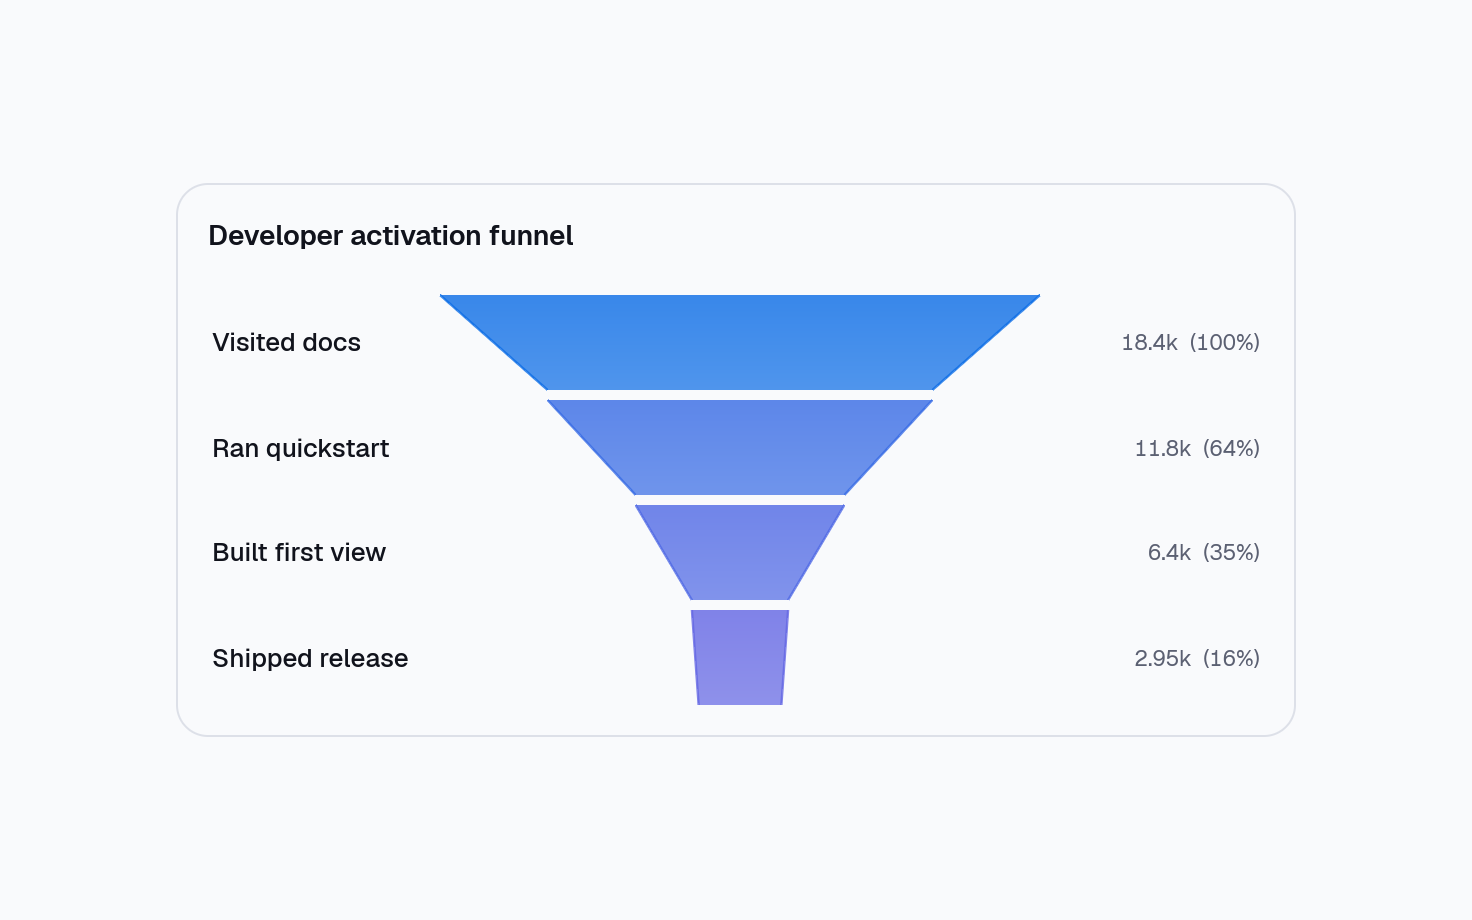 Developer activation funnel
Visited docs 18.4k (100%)
Ran quickstart 11.8k (64%)
Built first view 6.4k (35%)
Shipped release 2.95k (16%)